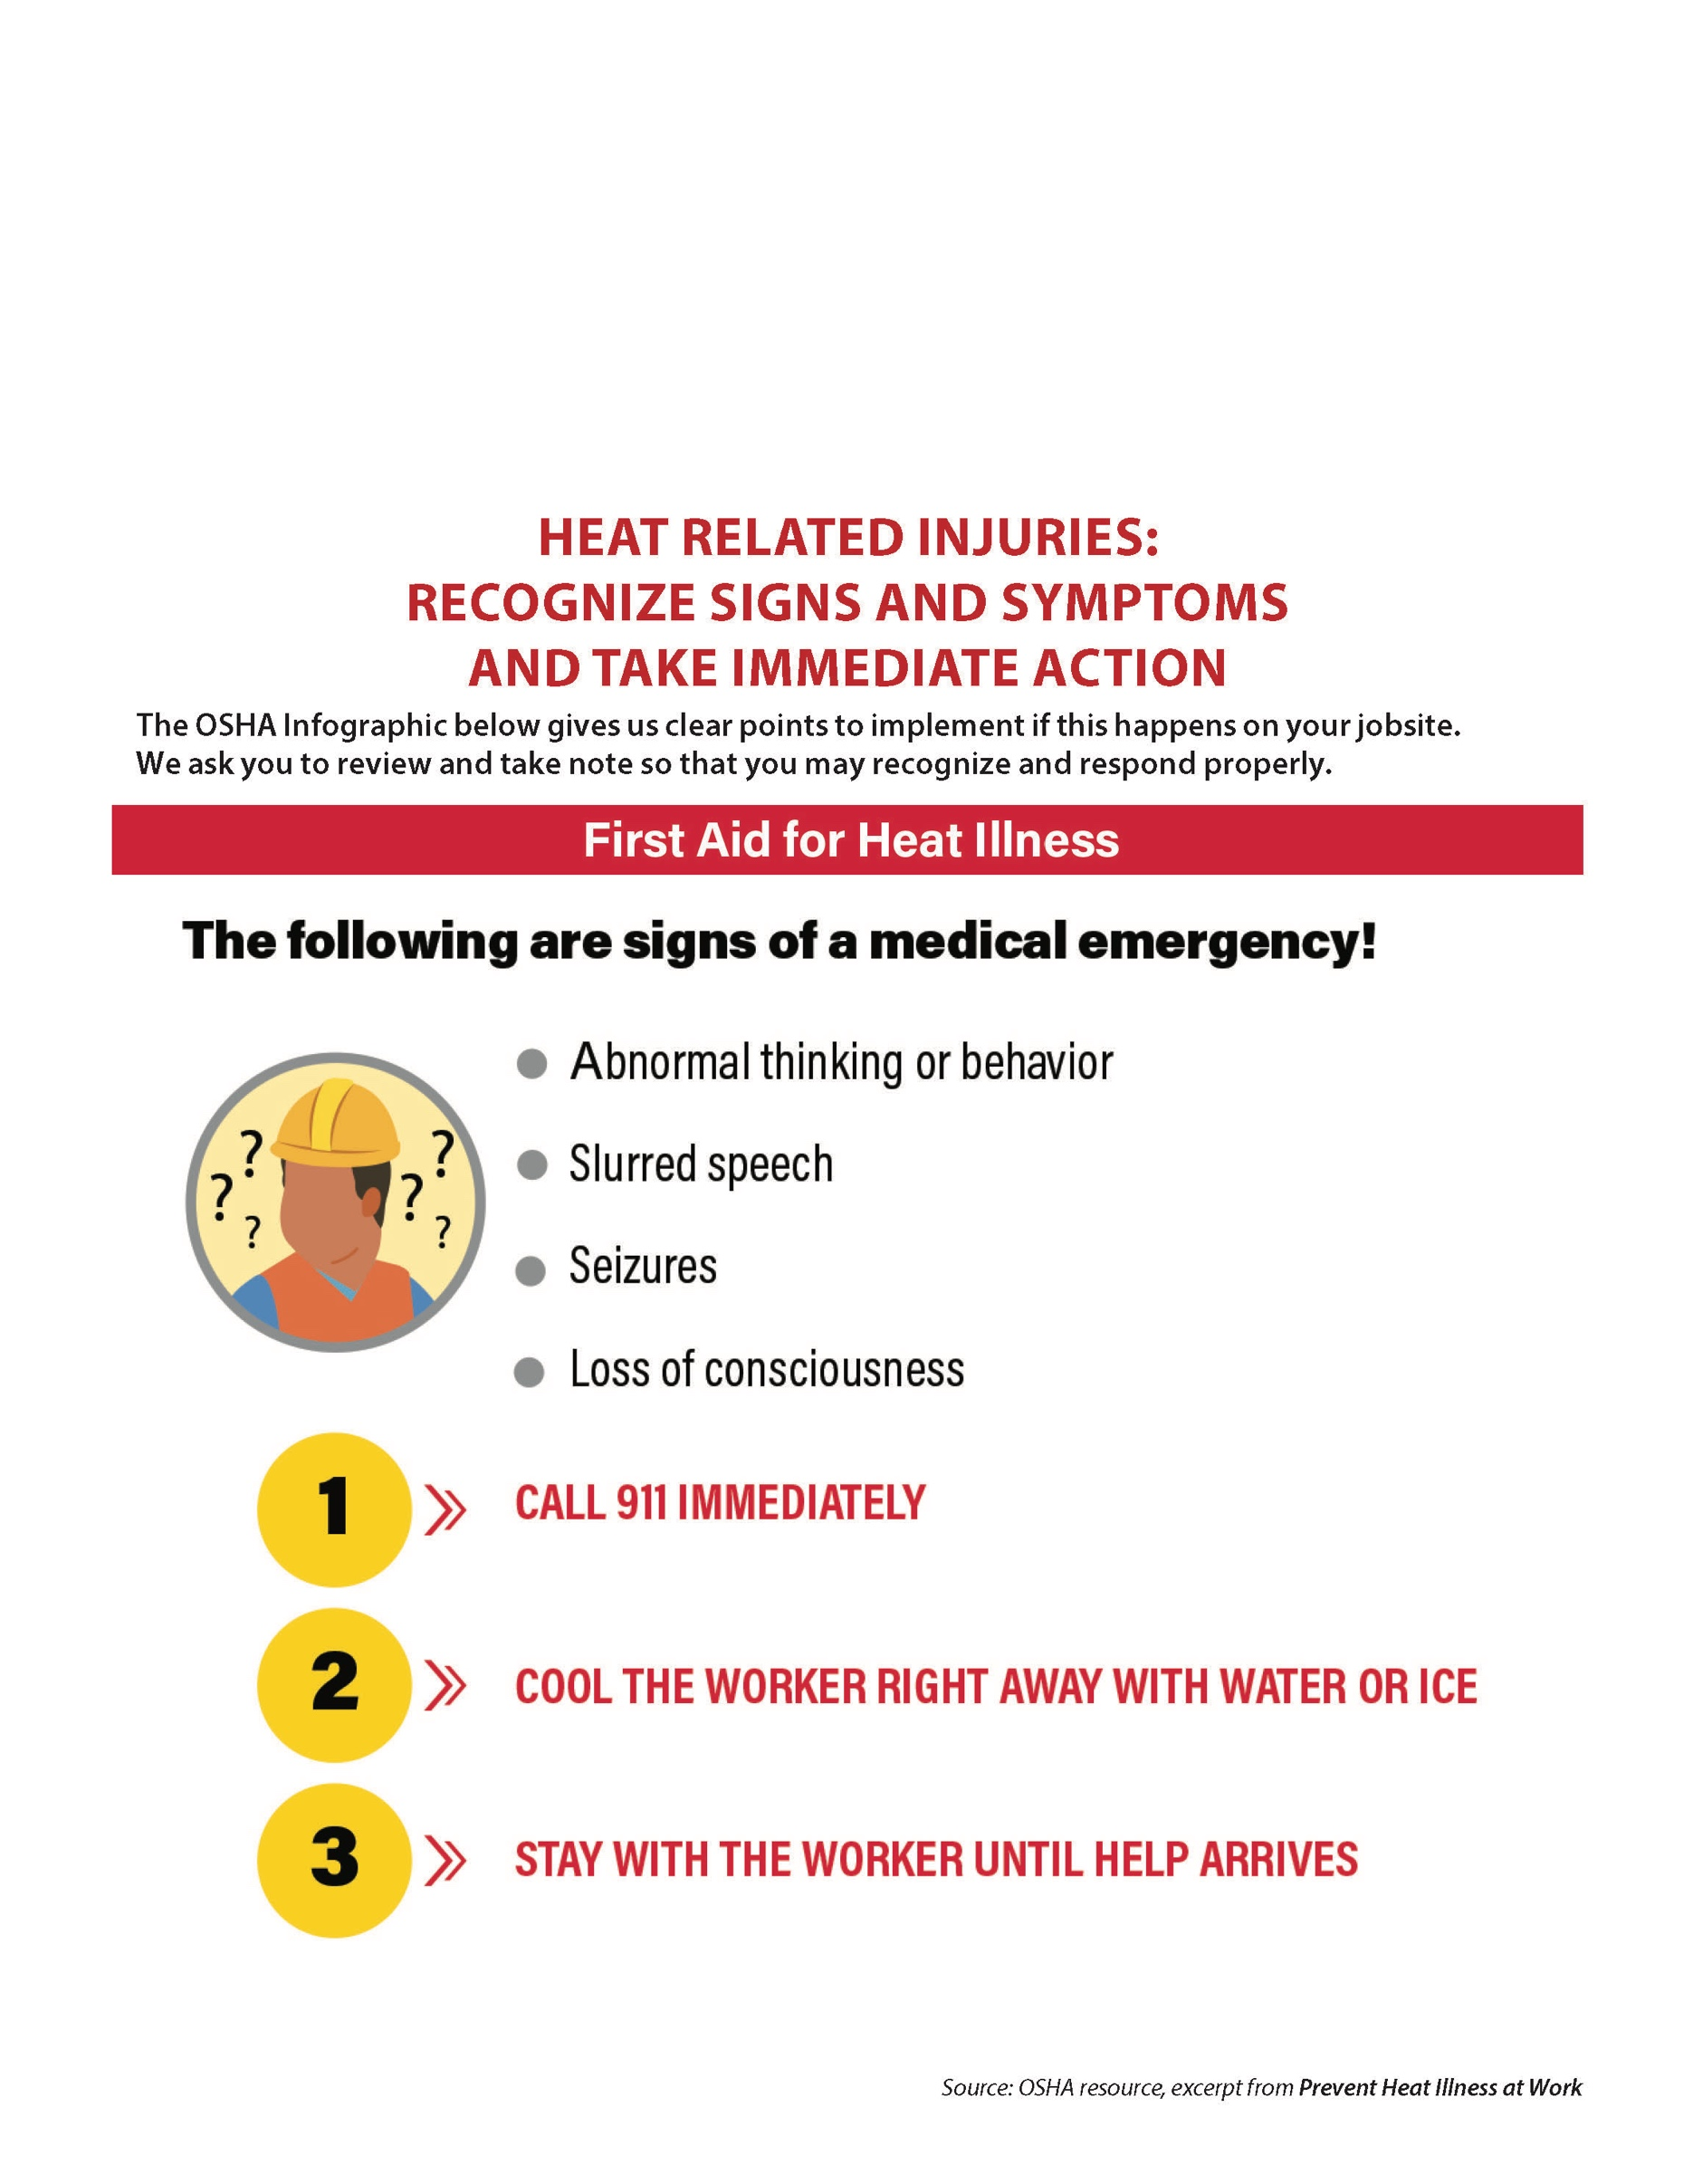 HEAT RELATED INJURIES:
RECOGNIZE SIGNS AND SYMPTOMS
AND TAKE IMMEDIATE ACTION
The OSHA Infographic below gives us clear points to implement if this happens on your jobsite.
We ask you to review and take note so that you may recognize and respond properly.
First Aid for Heat Illness
The following are signs of a medical emergency!
? ? ? ? ? ?
Abnormal thinking or behavior
Slurred speech
Seizures
Loss of consciousness
1 CALL 911 IMMEDIATELY
2 COOL THE WORKER RIGHT AWAY WITH WATER OR ICE
3 STAY WITH THE WORKER UNTIL HELP ARRIVES
Source: OSHA resource, excerpt from Prevent Heat Illness at Work